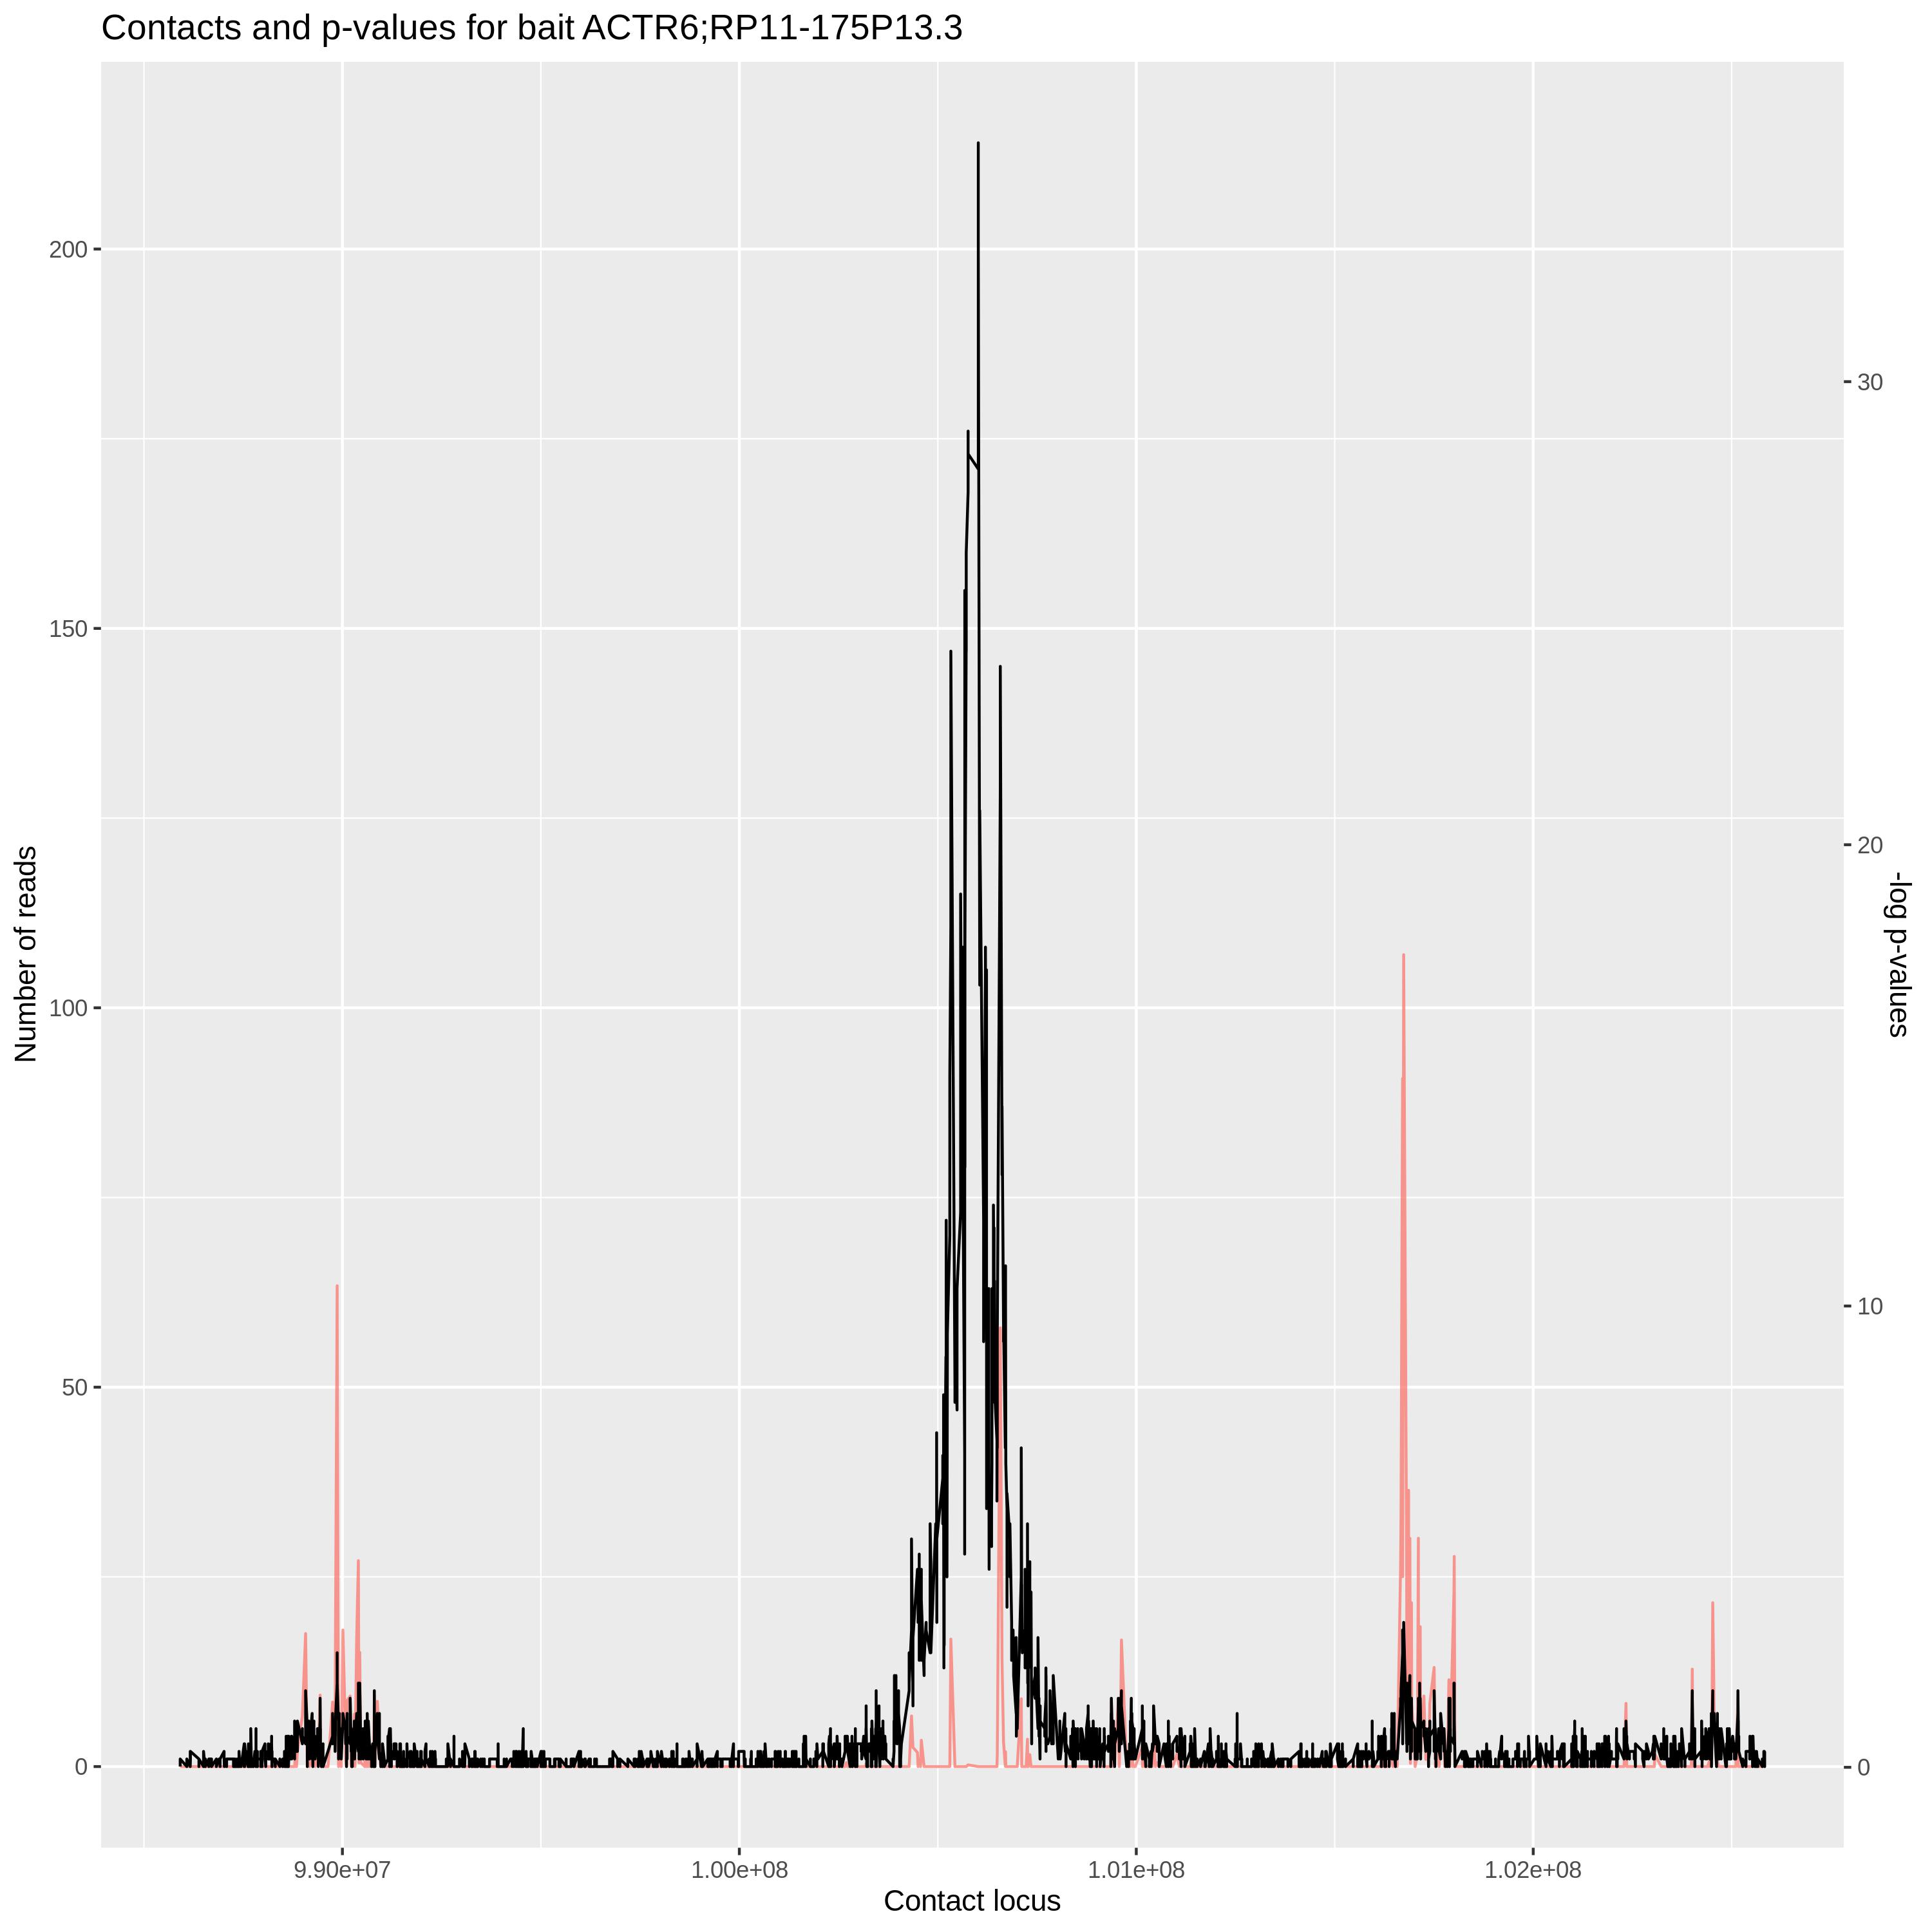 Contacts and p-values for bait ACTR6;RP11-175P13.3
200
150
100
50
0
Number of reads
30
20
10
0
-log p-values
9.90e+07 1.00e+08 1.01e+08 1.02e+08
Contact locus